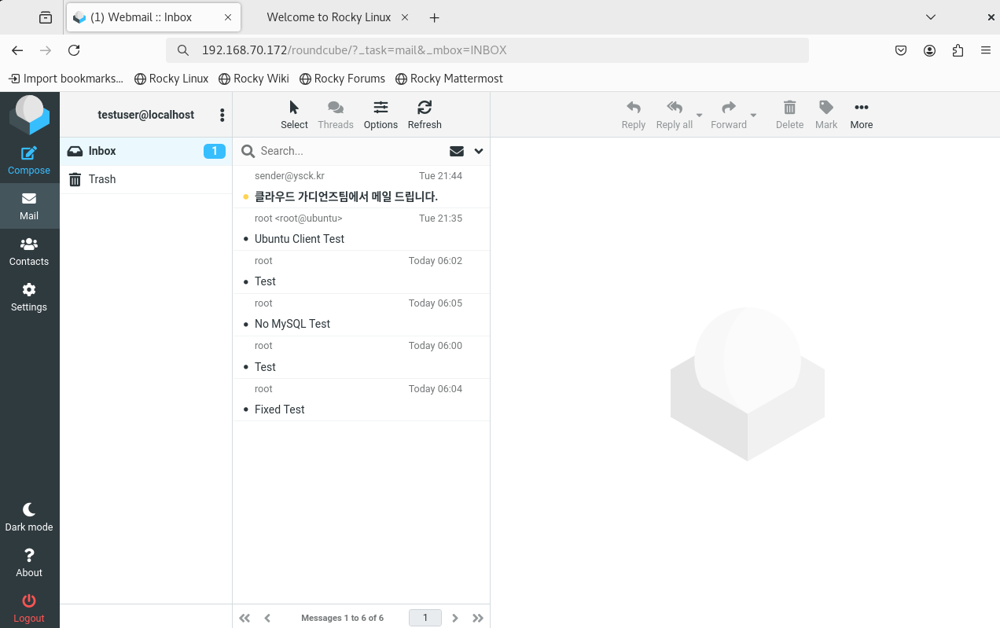 (1) Webmail :: Inbox
Welcome to Rocky Linux
192.168.70.172/roundcube/?_task=mail&_mbox=INBOX
Import bookmarks... Rocky Linux Rocky Wiki Rocky Forums Rocky Mattermost
Compose
Mail
Contacts
Settings
Dark mode
About
Logout
testuser@localhost
Inbox 1
Trash
Select Threads Options Refresh
Search...
sender@ysck.kr Tue 21:44
클라우드 가디언즈팀에서 메일 드립니다.
root <root@ubuntu> Tue 21:35
Ubuntu Client Test
root Today 06:02
Test
root Today 06:05
No MySQL Test
root Today 06:00
Test
root Today 06:04
Fixed Test
Messages 1 to 6 of 6 1
Reply Reply all Forward Delete Mark More